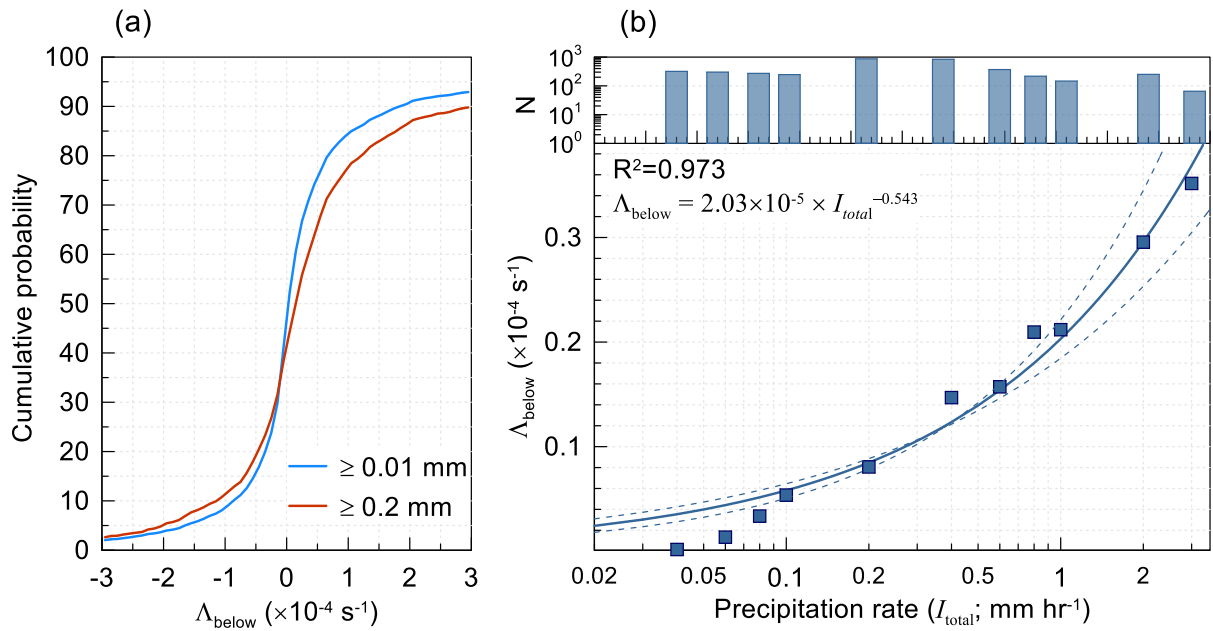 (a)
(b)
Cumulative probability
100
90
80
70
60
50
40
30
20
10
0
≥ 0.01 mm
≥ 0.2 mm
-3
-2
-1
0
1
2
3
Λbelow (×10-4 s-1)
N
10³
10²
10¹
10⁰
R²=0.973
Λbelow = 2.03×10⁻⁵ × Itotal⁻⁰·⁵⁴³
Λbelow (×10-4 s-1)
0.3
0.2
0.1
0.02
0.05
0.1
0.2
0.5
1
2
Precipitation rate (Itotal; mm hr-1)